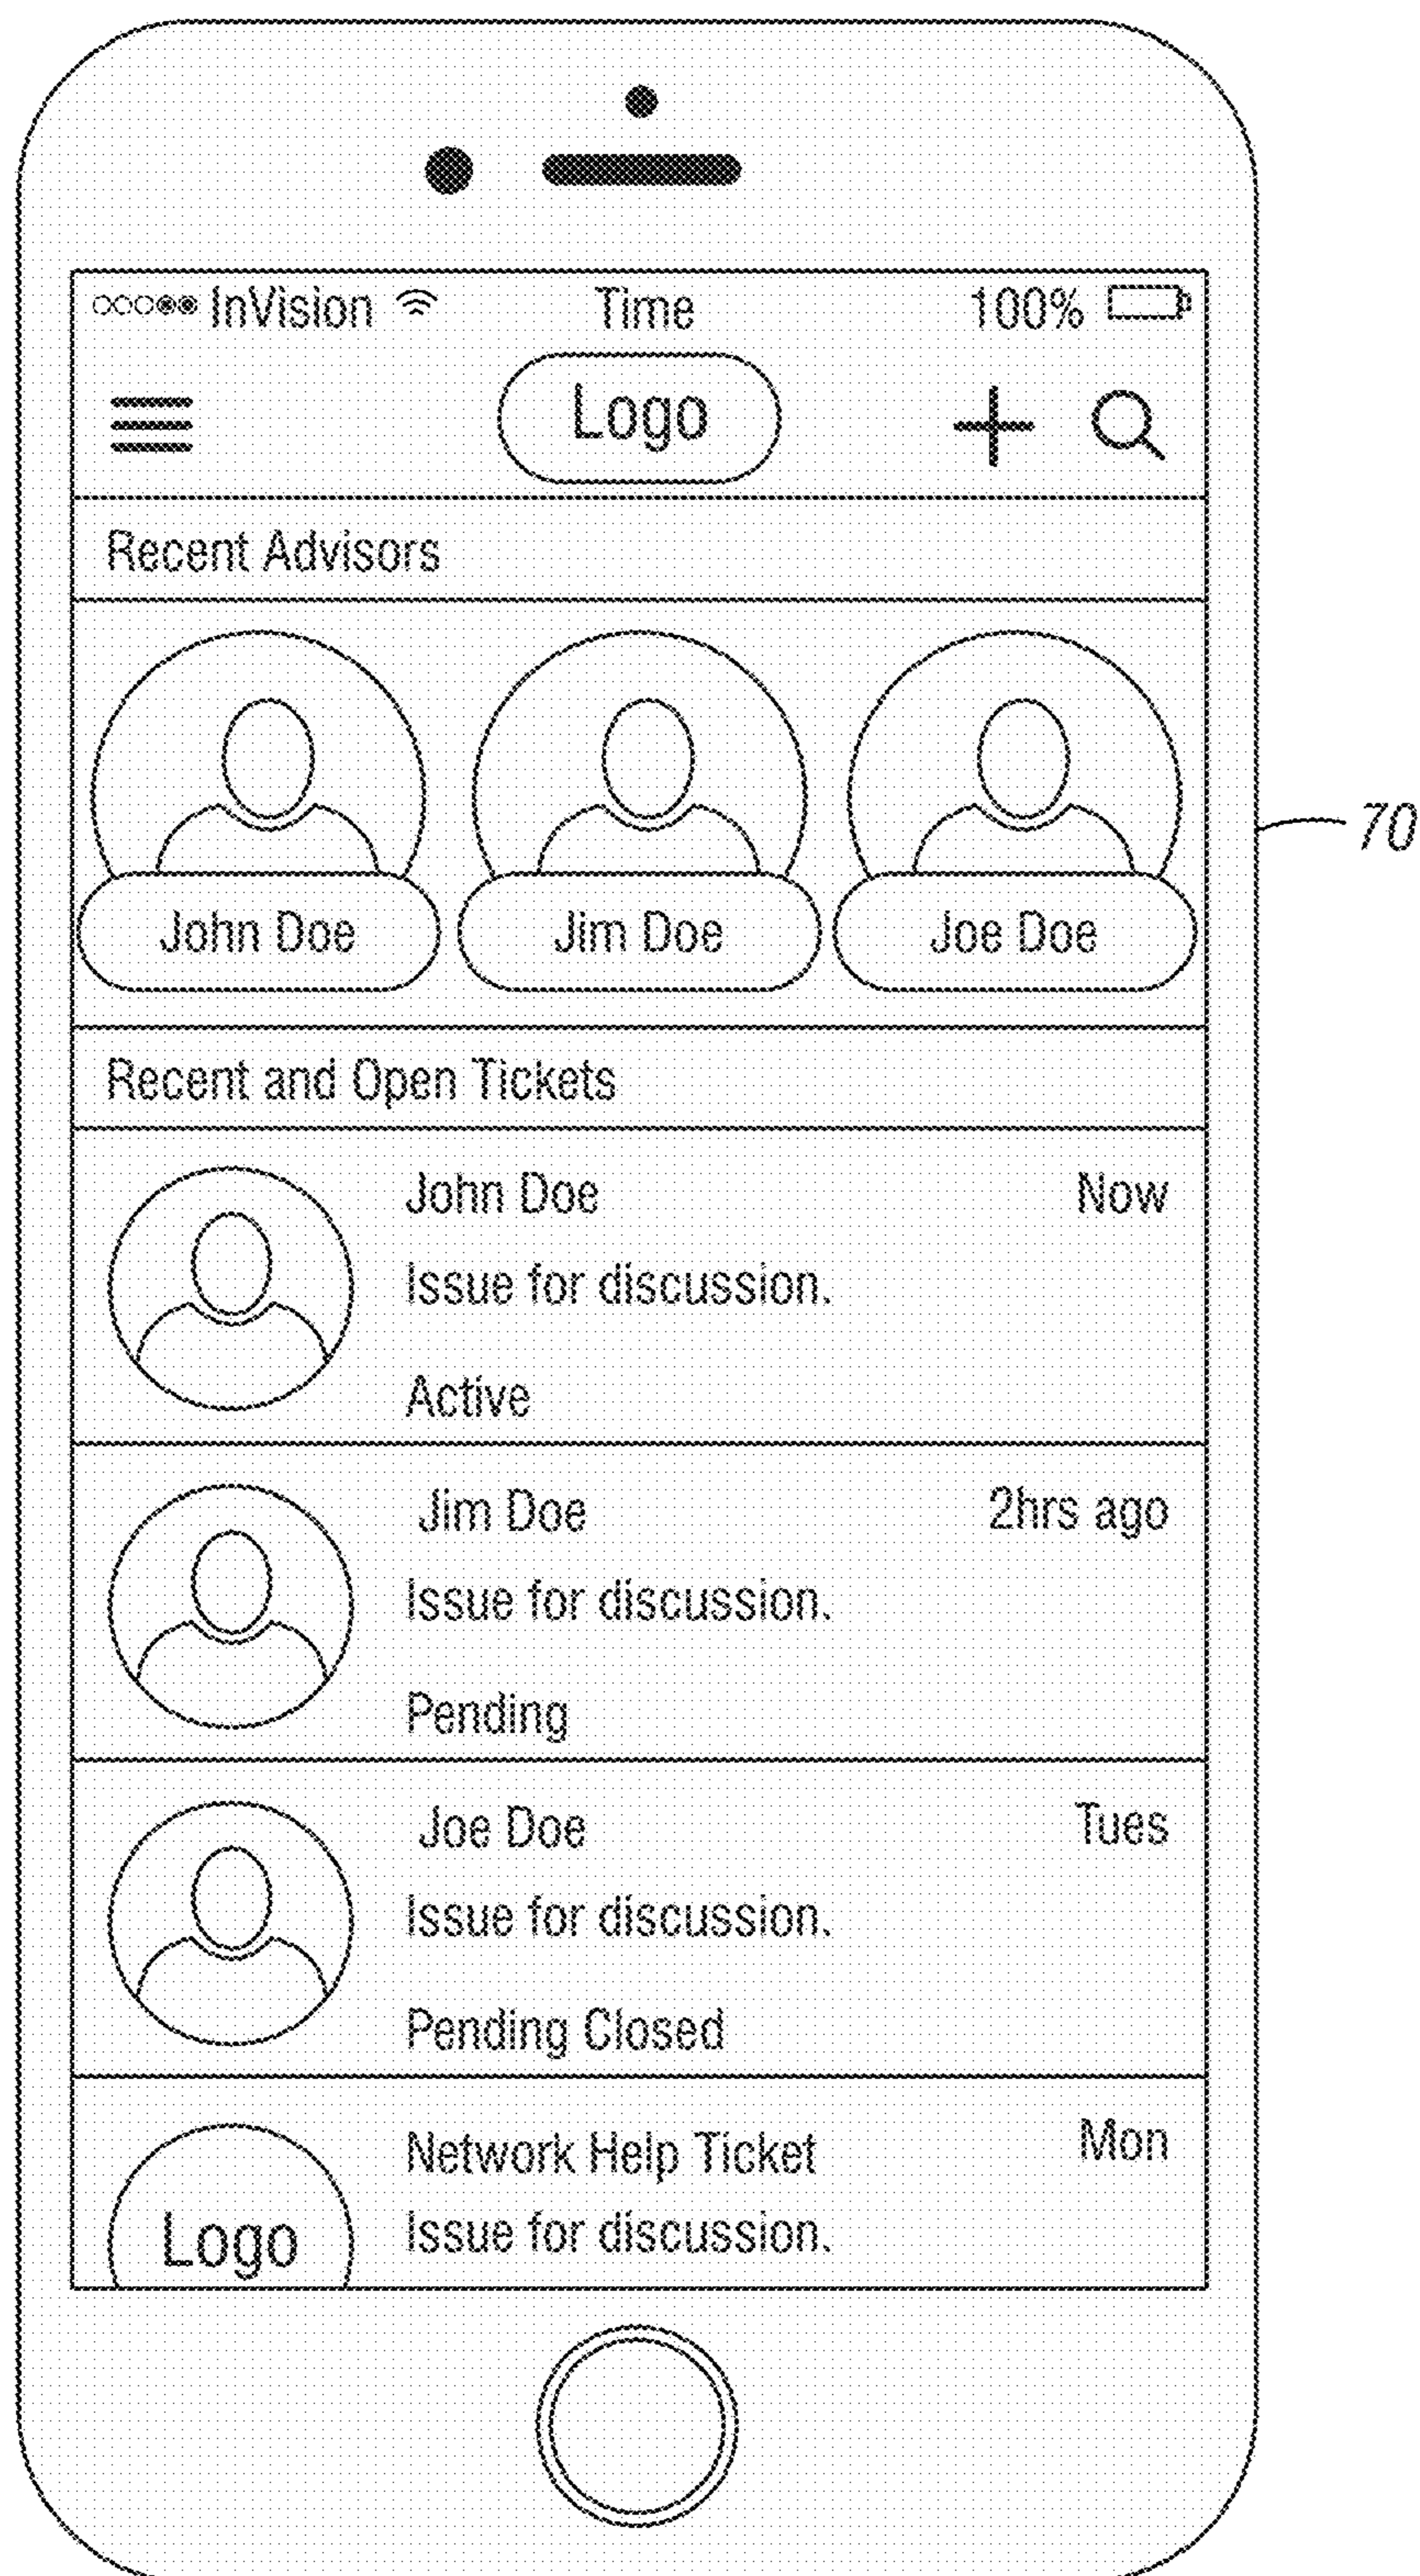 InVision Time 100%
Logo
Recent Advisors
John Doe Jim Doe Joe Doe
70
Recent and Open Tickets
John Doe Now
Issue for discussion.
Active
Jim Doe 2hrs ago
Issue for discussion.
Pending
Joe Doe Tues
Issue for discussion.
Pending Closed
Network Help Ticket Mon
Logo Issue for discussion.